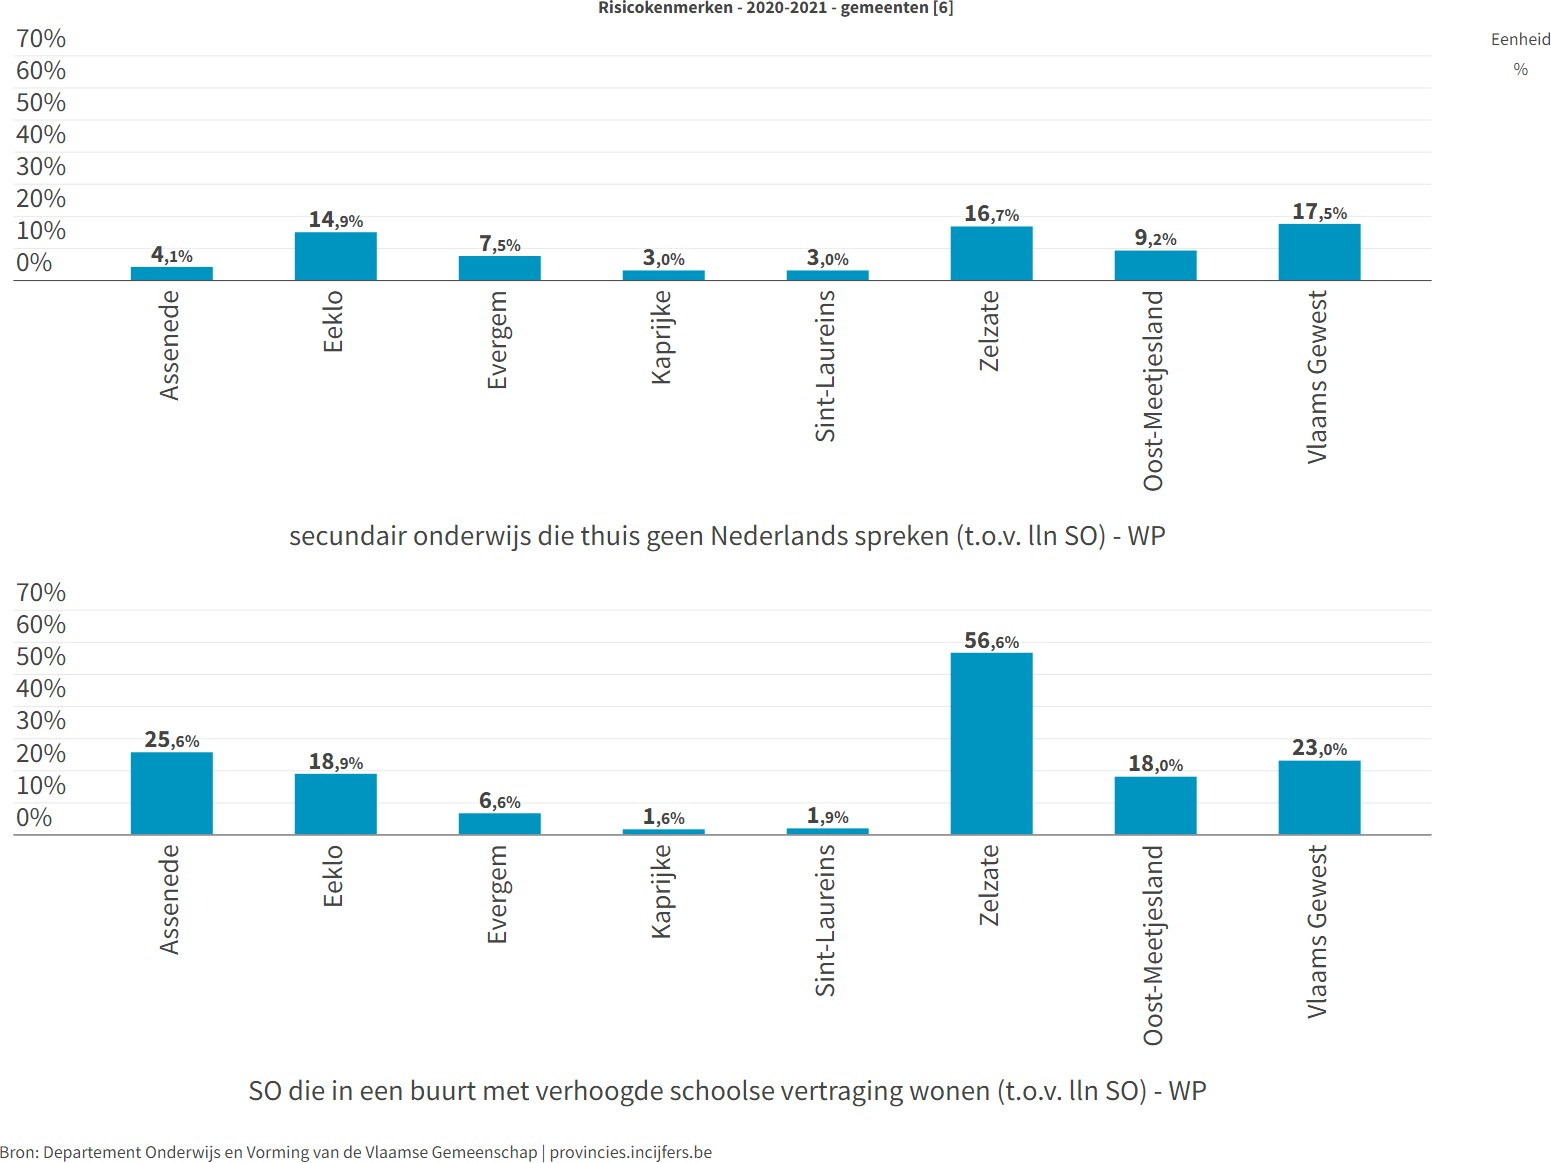 Risicokenmerken - 2020-2021 - gemeenten [6]
Eenheid
%
70%
60%
50%
40%
30%
20%
10%
0%
4,1%
14,9%
7,5%
3,0%
3,0%
16,7%
9,2%
17,5%
Assenede
Eeklo
Evergem
Kaprijke
Sint-Laureins
Zelzate
Oost-Meetjesland
Vlaams Gewest
secundair onderwijs die thuis geen Nederlands spreken (t.o.v. lln SO) - WP
70%
60%
50%
40%
30%
20%
10%
0%
25,6%
18,9%
6,6%
1,6%
1,9%
56,6%
18,0%
23,0%
Assenede
Eeklo
Evergem
Kaprijke
Sint-Laureins
Zelzate
Oost-Meetjesland
Vlaams Gewest
SO die in een buurt met verhoogde schoolse vertraging wonen (t.o.v. lln SO) - WP
Bron: Departement Onderwijs en Vorming van de Vlaamse Gemeenschap | provincies.incijfers.be